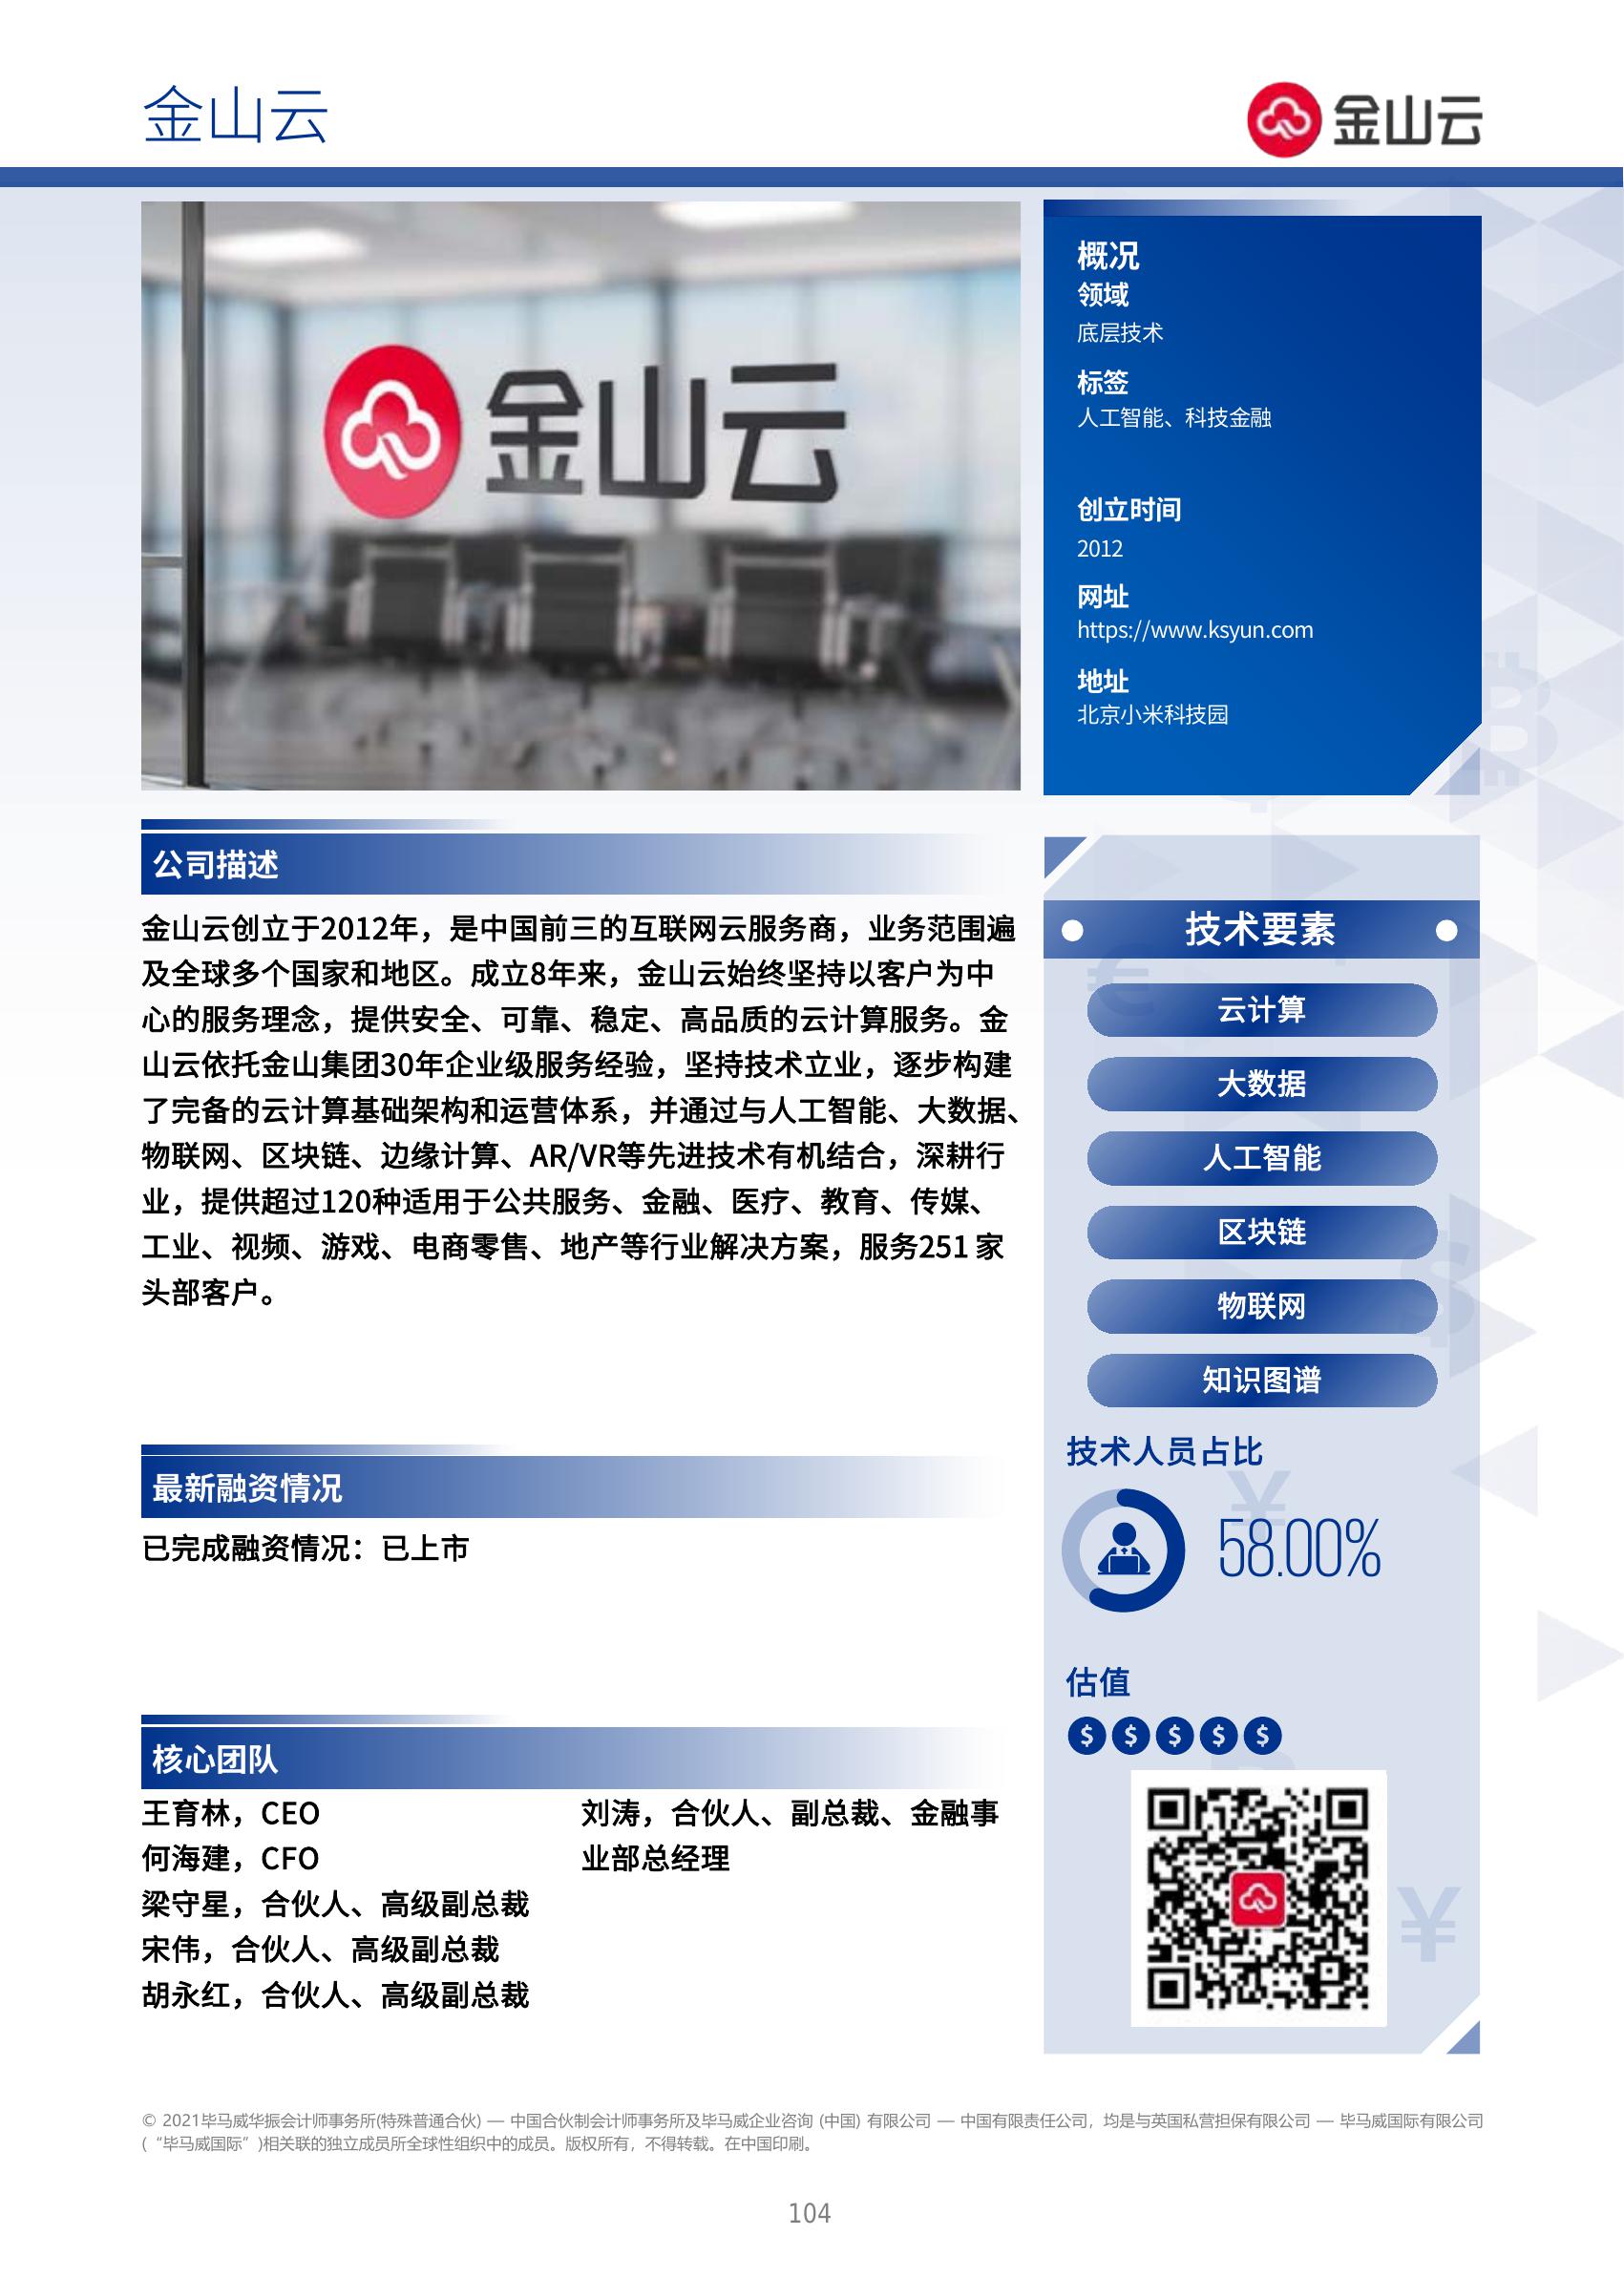 金山云
金山云
金山云
概况
领域
底层技术
标签
人工智能、科技金融
创立时间
2012
网址
https://www.ksyun.com
地址
北京小米科技园
公司描述
金山云创立于2012年，是中国前三的互联网云服务商，业务范围遍
及全球多个国家和地区。成立8年来，金山云始终坚持以客户为中
心的服务理念，提供安全、可靠、稳定、高品质的云计算服务。金
山云依托金山集团30年企业级服务经验，坚持技术立业，逐步构建
了完备的云计算基础架构和运营体系，并通过与人工智能、大数据、
物联网、区块链、边缘计算、AR/VR等先进技术有机结合，深耕行
业，提供超过120种适用于公共服务、金融、医疗、教育、传媒、
工业、视频、游戏、电商零售、地产等行业解决方案，服务251 家
头部客户。
最新融资情况
已完成融资情况：已上市
核心团队
王育林，CEO
何海建，CFO
梁守星，合伙人、高级副总裁
宋伟，合伙人、高级副总裁
胡永红，合伙人、高级副总裁
刘涛，合伙人、副总裁、金融事
业部总经理
技术要素
云计算
大数据
人工智能
区块链
物联网
知识图谱
技术人员占比
58.00%
估值
$ $ $ $ $
© 2021毕马威华振会计师事务所(特殊普通合伙) — 中国合伙制会计师事务所及毕马威企业咨询 (中国) 有限公司 — 中国有限责任公司，均是与英国私营担保有限公司 — 毕马威国际有限公司
(“毕马威国际”)相关联的独立成员所全球性组织中的成员。版权所有，不得转载。在中国印刷。
104